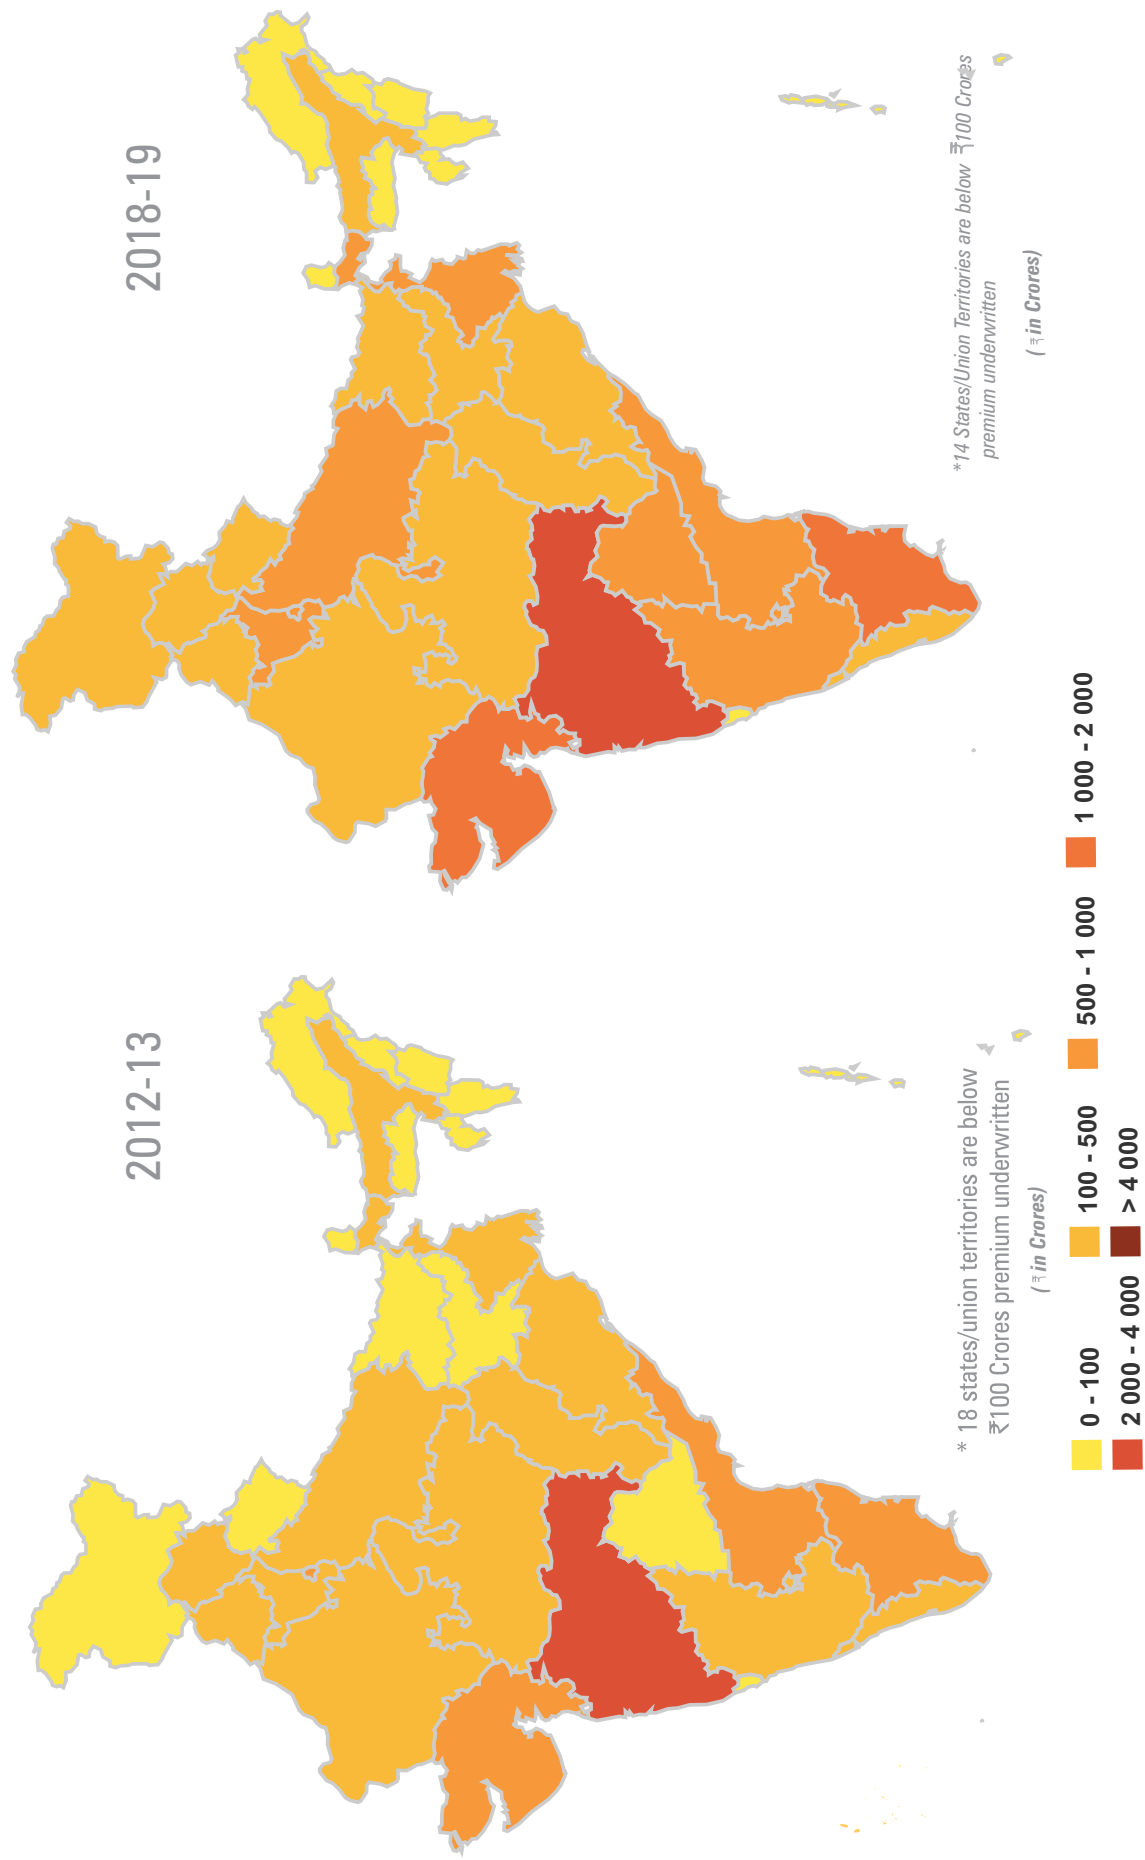 2012-13
2018-19
* 18 states/union territories are below
₹100 Crores premium underwritten
(₹ in Crores)
*14 States/Union Territories are below ₹100 Crores
premium underwritten
(₹ in Crores)
0 - 100
100 - 500
500 - 1 000
1 000 - 2 000
2 000 - 4 000
> 4 000